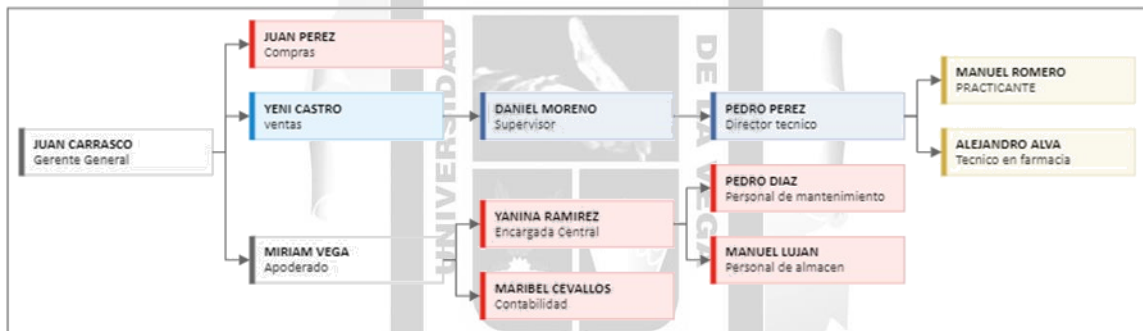 JUAN PEREZ
Compras
YENI CASTRO
ventas
JUAN CARRASCO
Gerente General
MIRIAM VEGA
Apoderado
DANIEL MORENO
Supervisor
YANINA RAMIREZ
Encargada Central
MARIBEL CEVALLOS
Contabilidad
PEDRO PEREZ
Director tecnico
PEDRO DIAZ
Personal de mantenimiento
MANUEL LUJAN
Personal de almacen
MANUEL ROMERO
PRACTICANTE
ALEJANDRO ALVA
Tecnico en farmacia
UNIVERSIDAD
DE LA VEGA